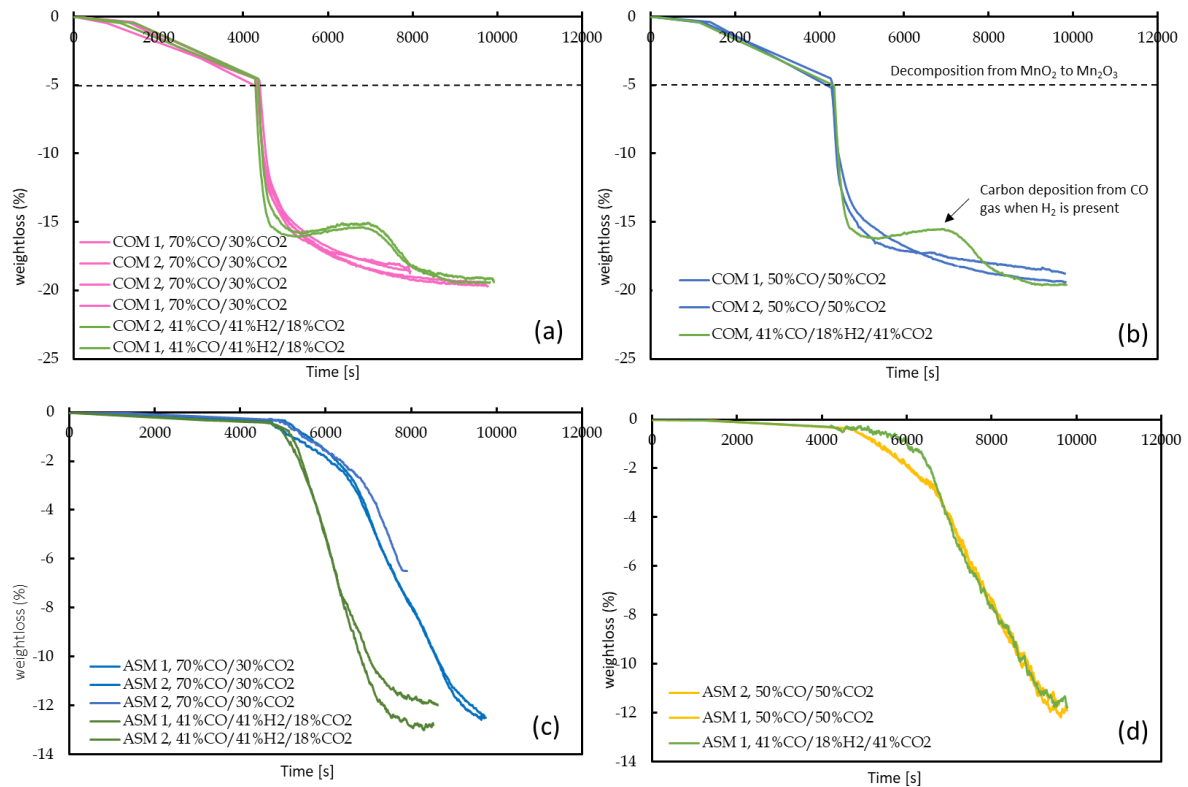 0
2000
4000
6000
8000
10000
12000
0
-5
-10
-15
-20
-25
weightloss (%)
Time [s]
COM 1, 70%CO/30%CO2
COM 2, 70%CO/30%CO2
COM 2, 70%CO/30%CO2
COM 1, 70%CO/30%CO2
COM 2, 41%CO/41%H2/18%CO2
COM 1, 41%CO/41%H2/18%CO2
(a)
0
2000
4000
6000
8000
10000
12000
0
-5
-10
-15
-20
-25
weightloss (%)
Time [s]
Decomposition from MnO₂ to Mn₂O₃
Carbon deposition from CO
gas when H₂ is present
COM 1, 50%CO/50%CO2
COM 2, 50%CO/50%CO2
COM, 41%CO/18%H2/41%CO2
(b)
0
2000
4000
6000
8000
10000
12000
0
-2
-4
-6
-8
-10
-12
-14
weightloss (%)
Time [s]
ASM 1, 70%CO/30%CO2
ASM 2, 70%CO/30%CO2
ASM 2, 70%CO/30%CO2
ASM 1, 41%CO/41%H2/18%CO2
ASM 2, 41%CO/41%H2/18%CO2
(c)
0
2000
4000
6000
8000
10000
12000
0
-2
-4
-6
-8
-10
-12
-14
weightloss (%)
Time [s]
ASM 2, 50%CO/50%CO2
ASM 1, 50%CO/50%CO2
ASM 1, 41%CO/18%H2/41%CO2
(d)